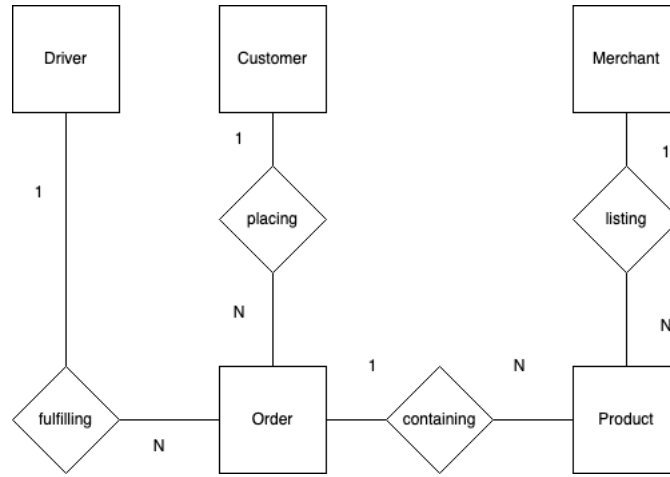 Driver
Customer
Merchant
1
1
1
placing
listing
N
N
1
N
fulfilling
Order
containing
Product
N